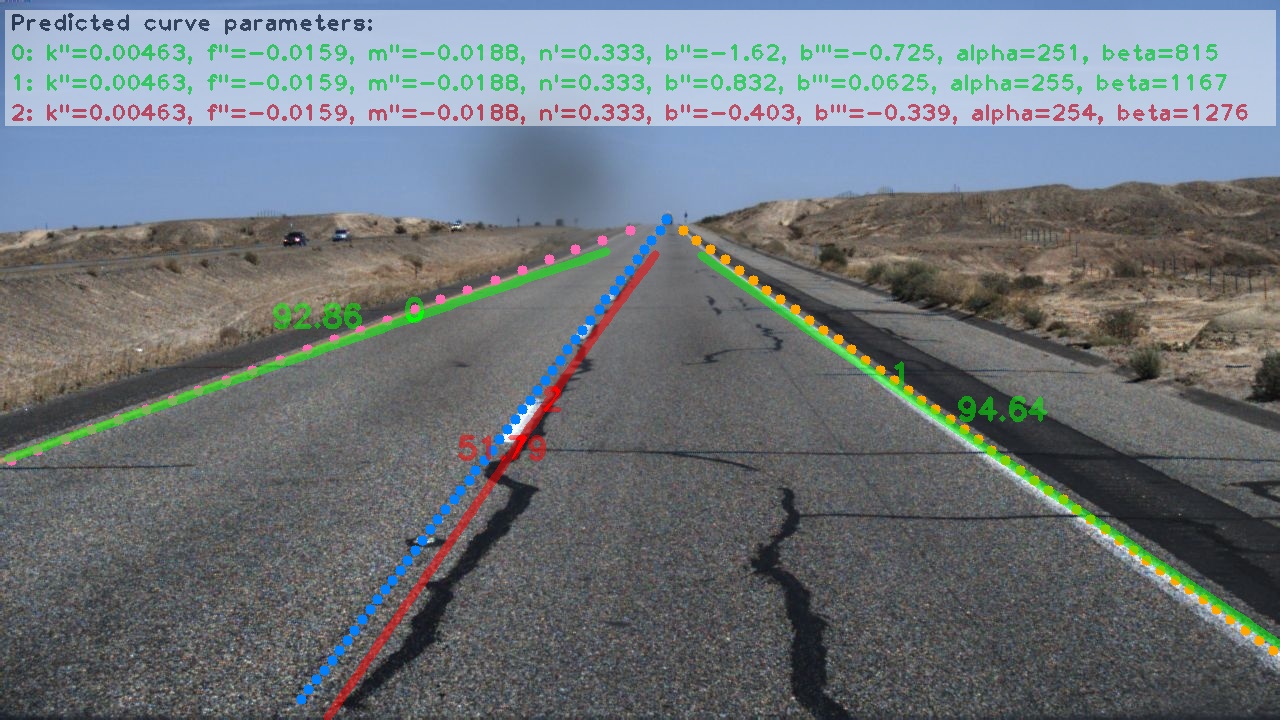 Predicted curve parameters:
0: k''=0.00463, f''=−0.0159, m''=−0.0188, n'=0.333, b''=−1.62, b'''=−0.725, alpha=251, beta=815
1: k''=0.00463, f''=−0.0159, m''=−0.0188, n'=0.333, b''=0.832, b'''=0.0625, alpha=255, beta=1167
2: k''=0.00463, f''=−0.0159, m''=−0.0188, n'=0.333, b''=−0.403, b'''=−0.339, alpha=254, beta=1276
92.86 0
1
2
94.64
51.79